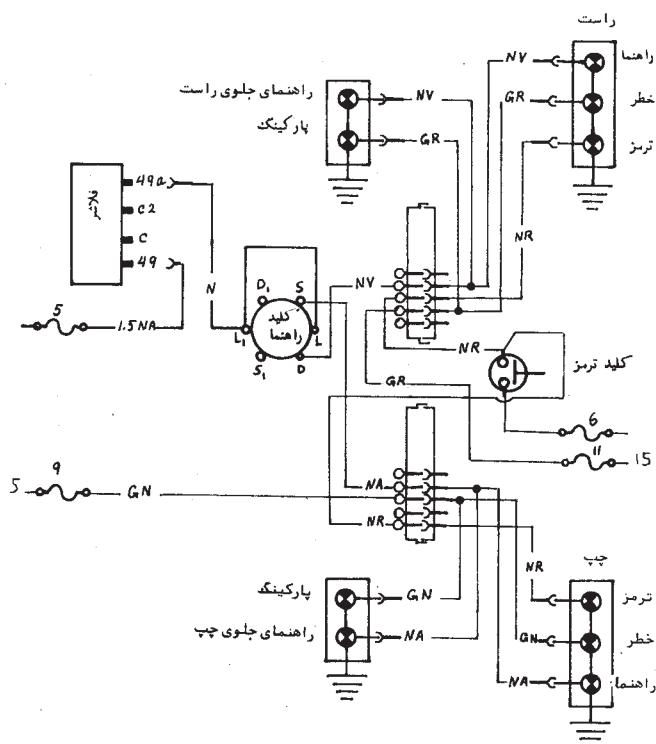 راست
راهنما
NV
خطر
GR
ترمز
NR
راهنمای جلوی راست
NV
پارکینگ
GR
فلاشر
49a
C2
C
49
N
5
1.5NA
D₁
S
L₁
کلید
راهنما
L
S₁
D
NV
NR
GR
کلید ترمز
6
11
15
9
5
GN
NA
NR
NR
پارکینگ
GN
راهنمای جلوی چپ
NA
چپ
ترمز
خطر
GN
راهنما
NA